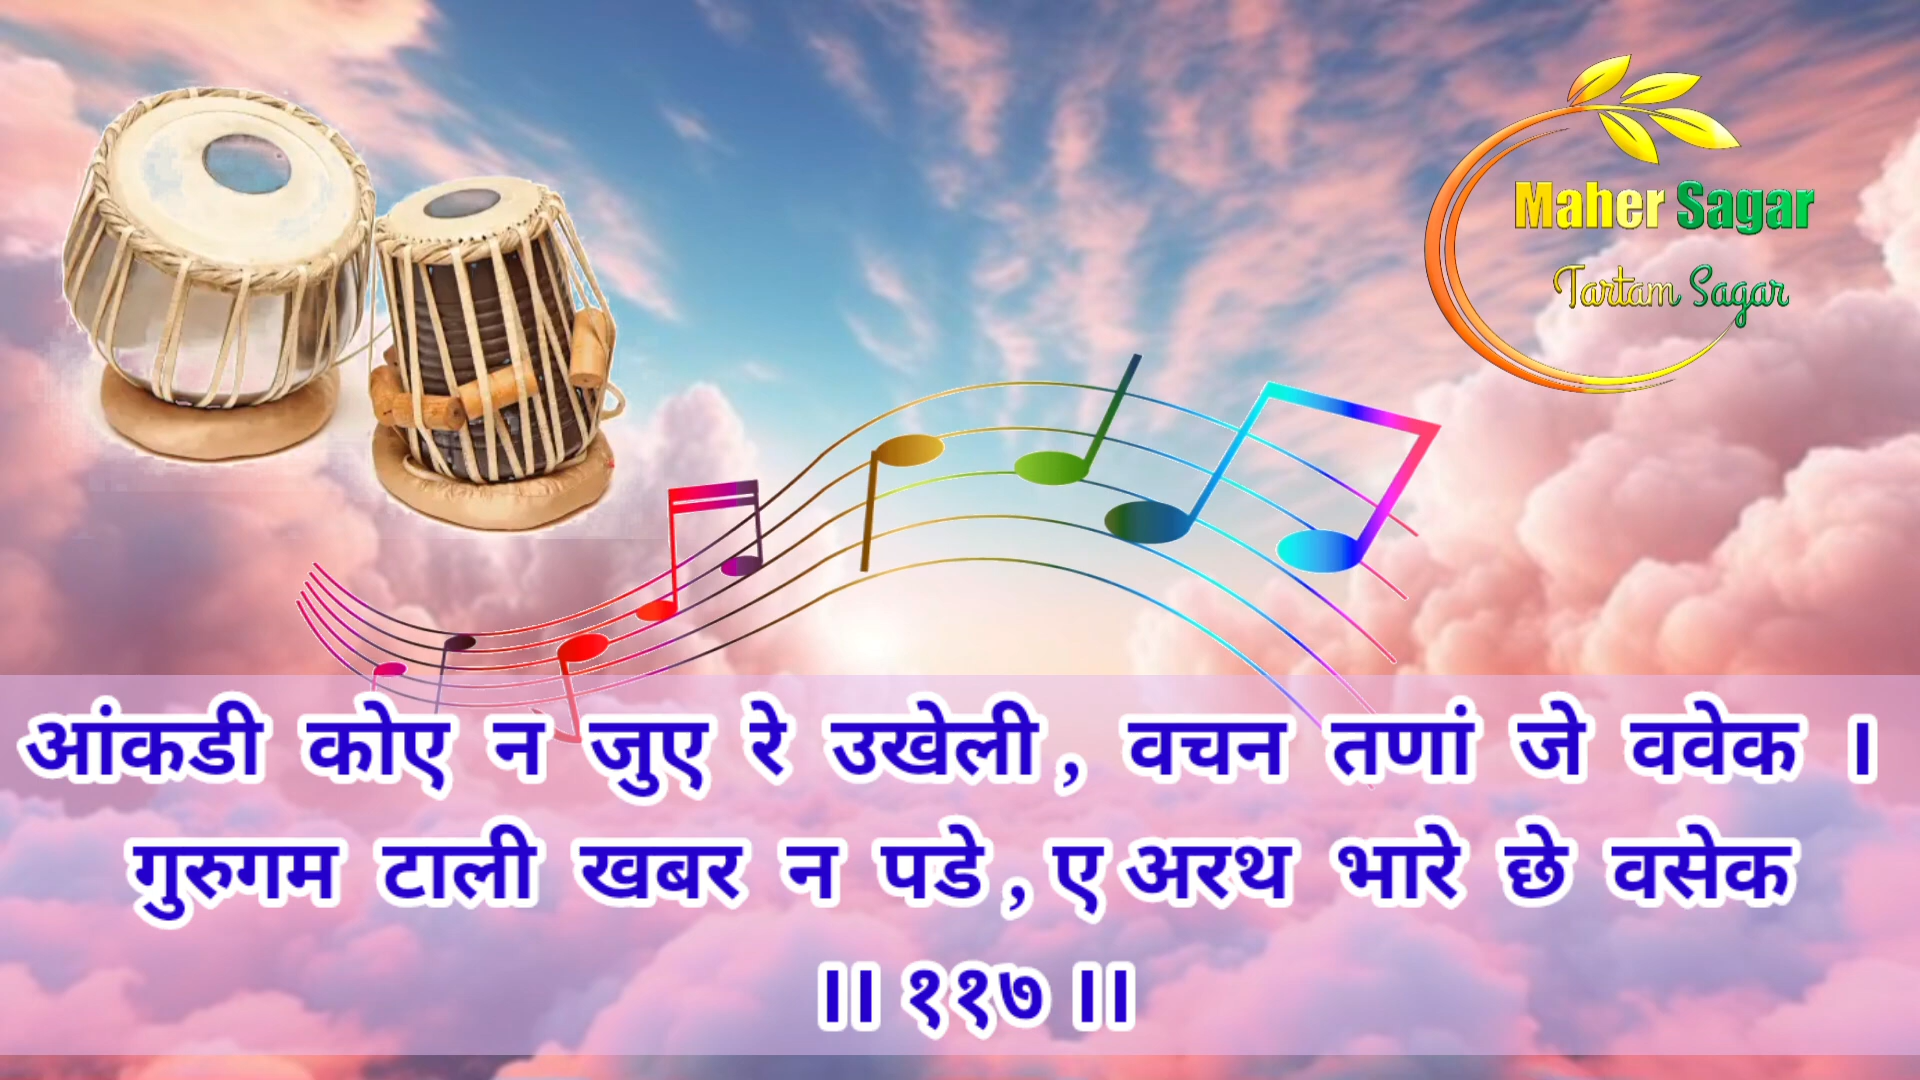 Maher Sagar
Tartam Sagar
आंकडी कोए न जुए रे उखेली, वचन तणां जे ववेक ।
गुरुगम टाली खबर न पडे, ए अरथ भारे छे वसेक
।। ११७ ।।